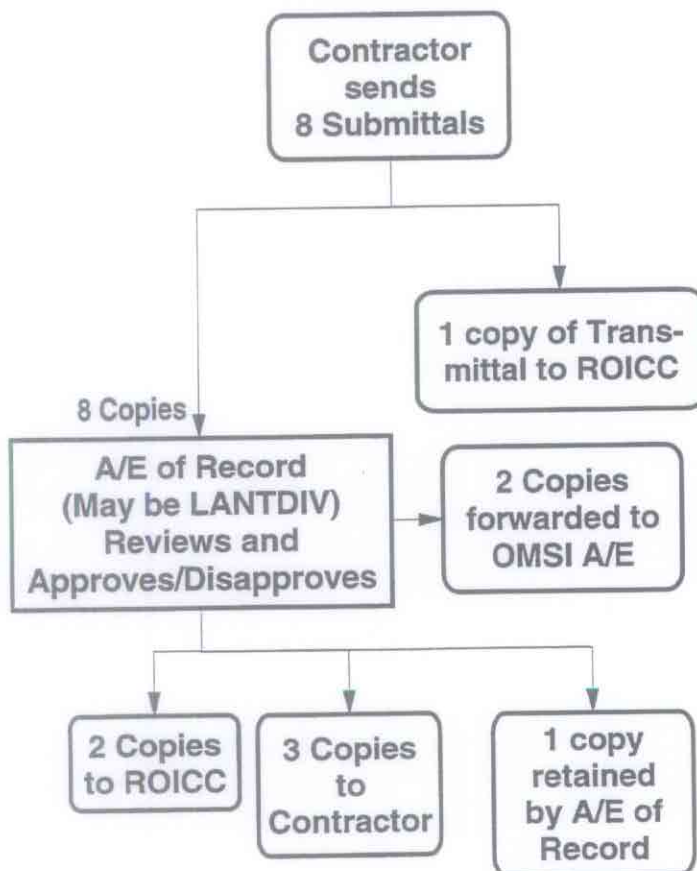 Contractor
sends
8 Submittals
1 copy of Trans-
mittal to ROICC
8 Copies
A/E of Record
(May be LANTDIV)
Reviews and
Approves/Disapproves
2 Copies
forwarded to
OMSI A/E
2 Copies
to ROICC
3 Copies
to
Contractor
1 copy
retained
by A/E of
Record